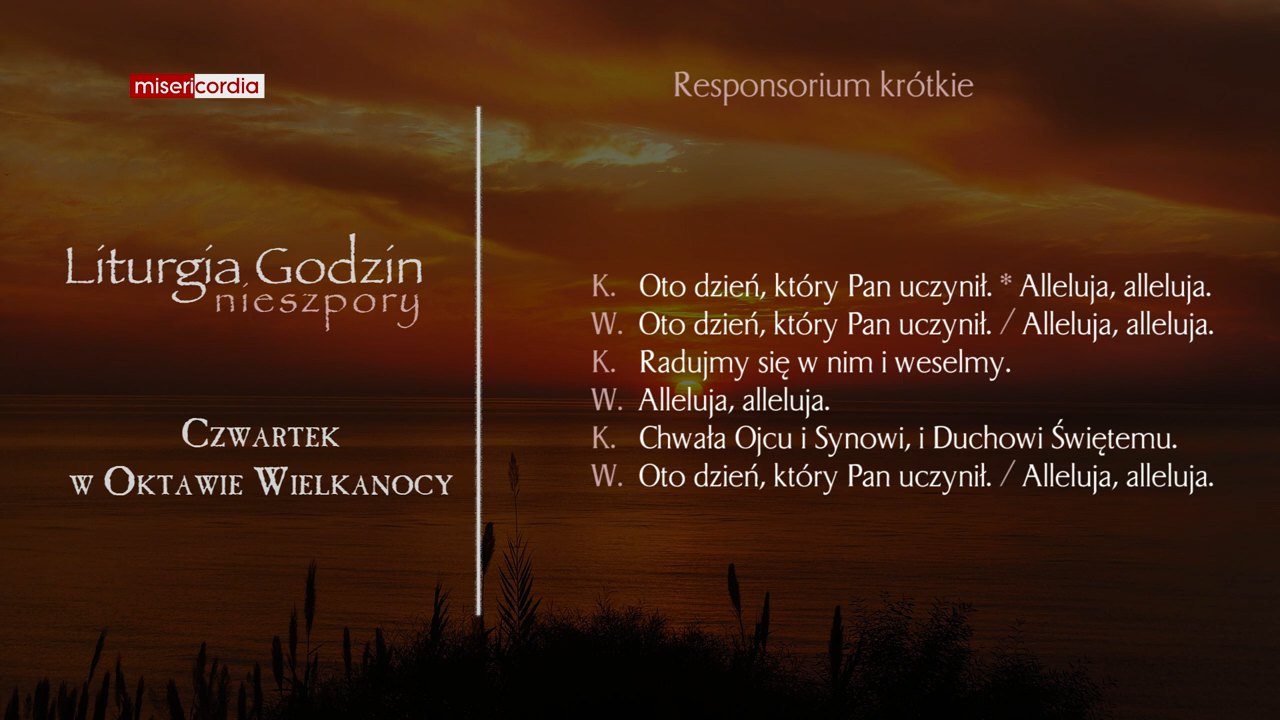 misericordia
Responsorium krótkie
Liturgia Godzin
nieszpory
Czwartek
w Oktawie Wielkanocy
K. Oto dzień, który Pan uczynił. * Alleluja, alleluja.
W. Oto dzień, który Pan uczynił. / Alleluja, alleluja.
K. Radujmy się w nim i weselmy.
W. Alleluja, alleluja.
K. Chwała Ojcu i Synowi, i Duchowi Świętemu.
W. Oto dzień, który Pan uczynił. / Alleluja, alleluja.